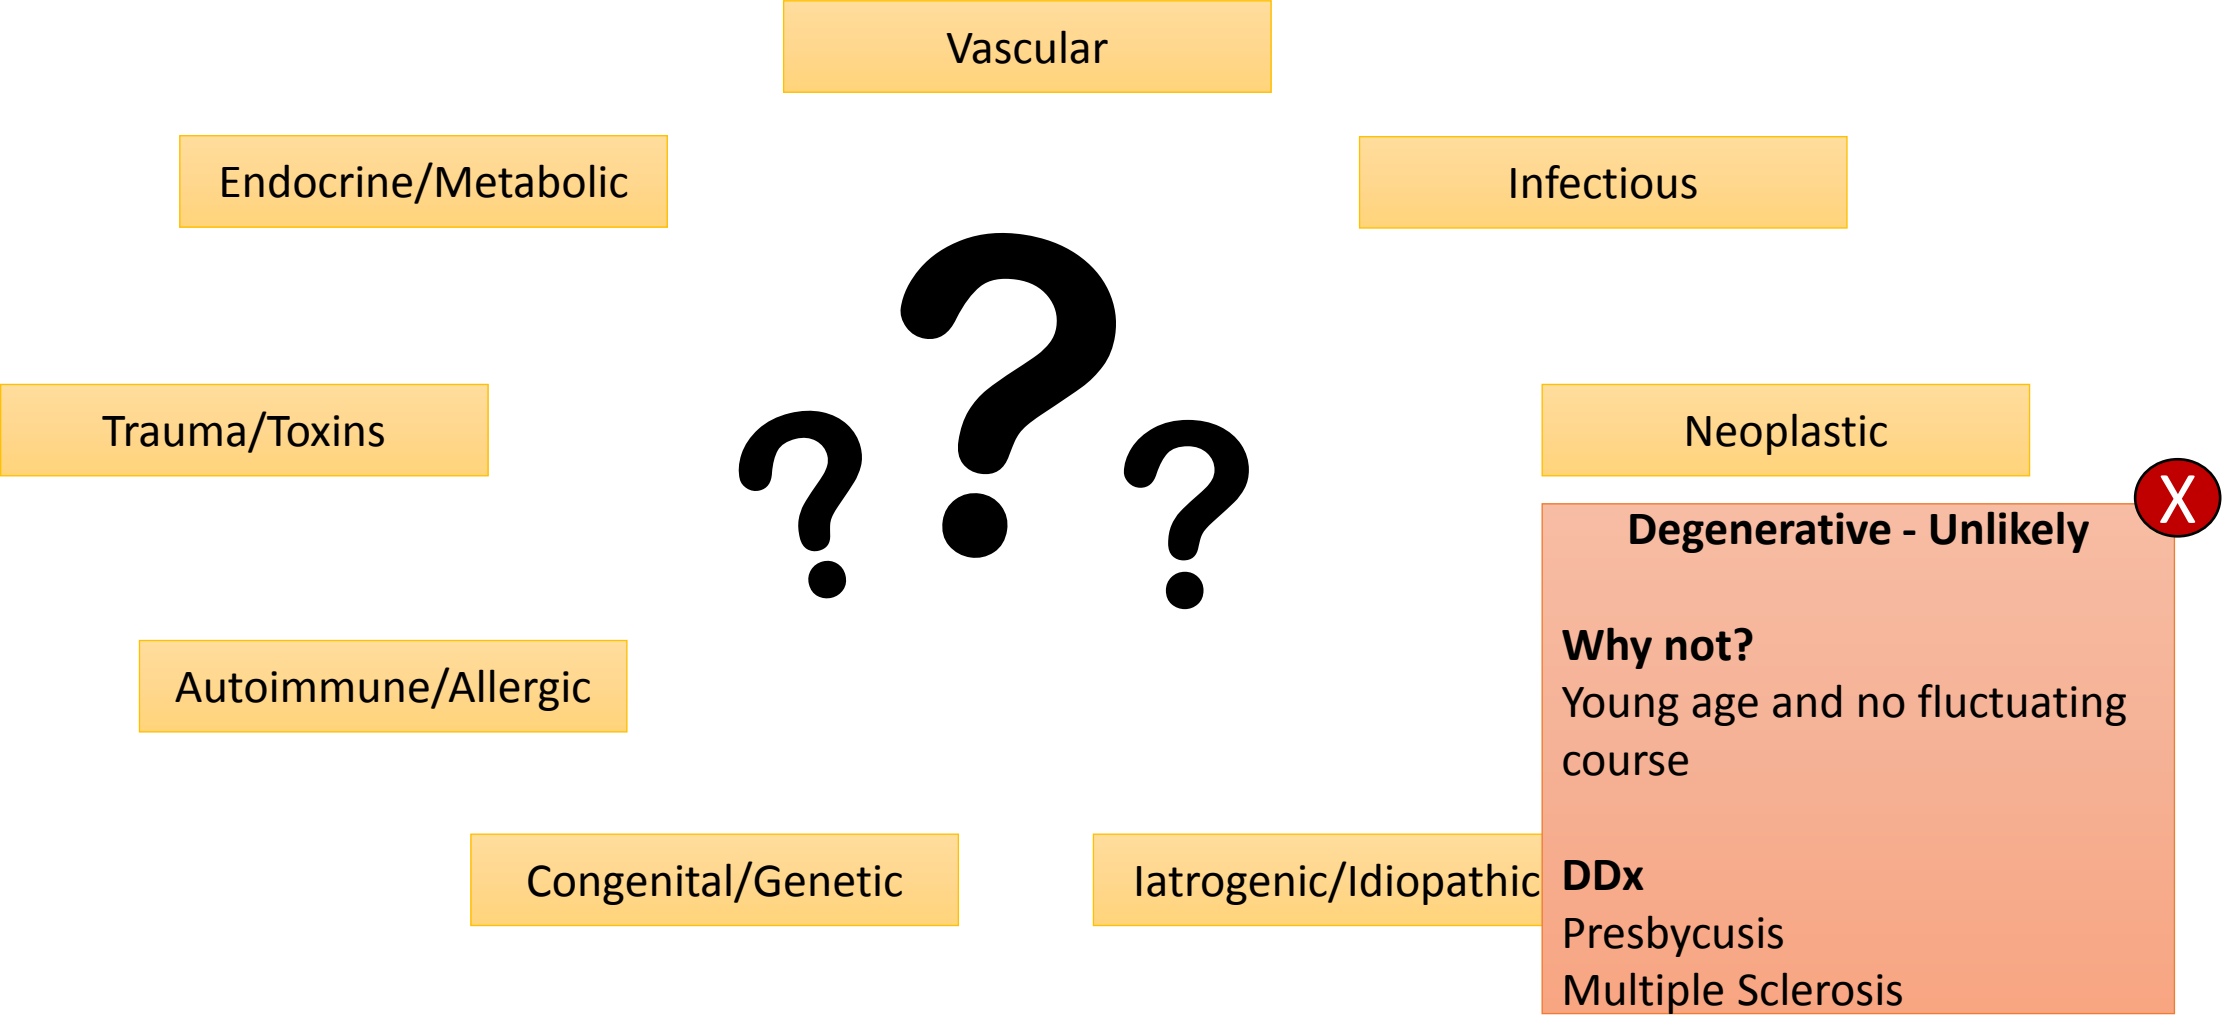 Vascular
Endocrine/Metabolic
Infectious
Trauma/Toxins
Neoplastic
X
Degenerative - Unlikely
Why not?
Young age and no fluctuating
course
DDx
Presbycusis
Multiple Sclerosis
Autoimmune/Allergic
Congenital/Genetic
Iatrogenic/Idiopathic
?
?
?